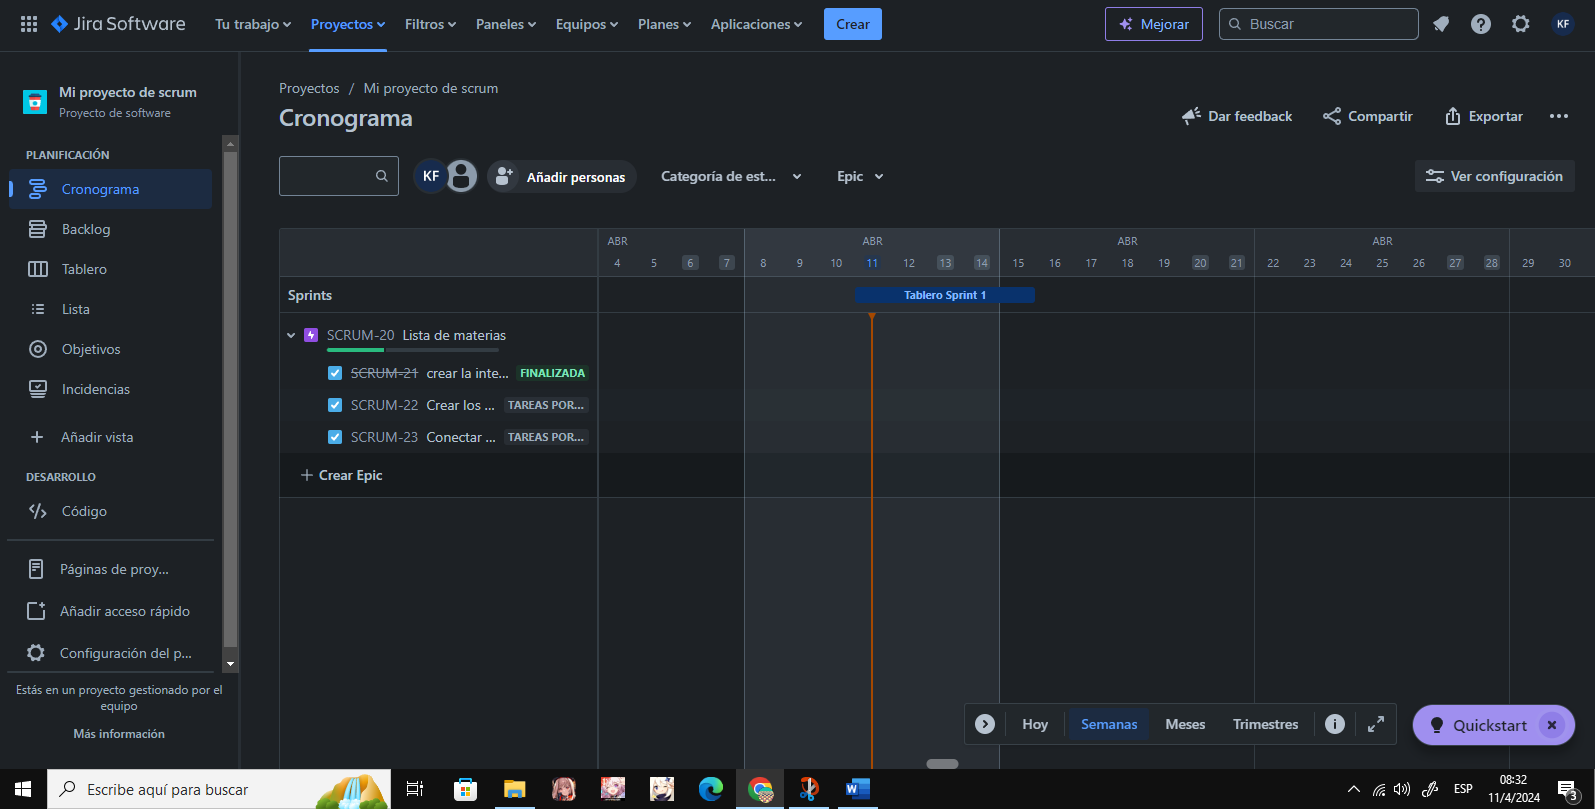 Jira Software
Tu trabajo
Proyectos
Filtros
Paneles
Equipos
Planes
Aplicaciones
Crear
Mejorar
Buscar
KF
Mi proyecto de scrum
Proyecto de software
PLANIFICACIÓN
Cronograma
Backlog
Tablero
Lista
Objetivos
Incidencias
Añadir vista
DESARROLLO
Código
Páginas de proy...
Añadir acceso rápido
Configuración del p...
Estás en un proyecto gestionado por el
equipo
Más información
Proyectos / Mi proyecto de scrum
Cronograma
Dar feedback
Compartir
Exportar
KF
Añadir personas
Categoría de est...
Epic
Ver configuración
ABR ABR ABR ABR
4 5 6 7 8 9 10 11 12 13 14 15 16 17 18 19 20 21 22 23 24 25 26 27 28 29 30
Sprints
Tablero Sprint 1
SCRUM-20 Lista de materias
SCRUM-21 crear la inte... FINALIZADA
SCRUM-22 Crear los ... TAREAS POR...
SCRUM-23 Conectar ... TAREAS POR...
Crear Epic
Hoy
Semanas
Meses
Trimestres
Quickstart
Escribe aquí para buscar
ESP
08:32
11/4/2024
3